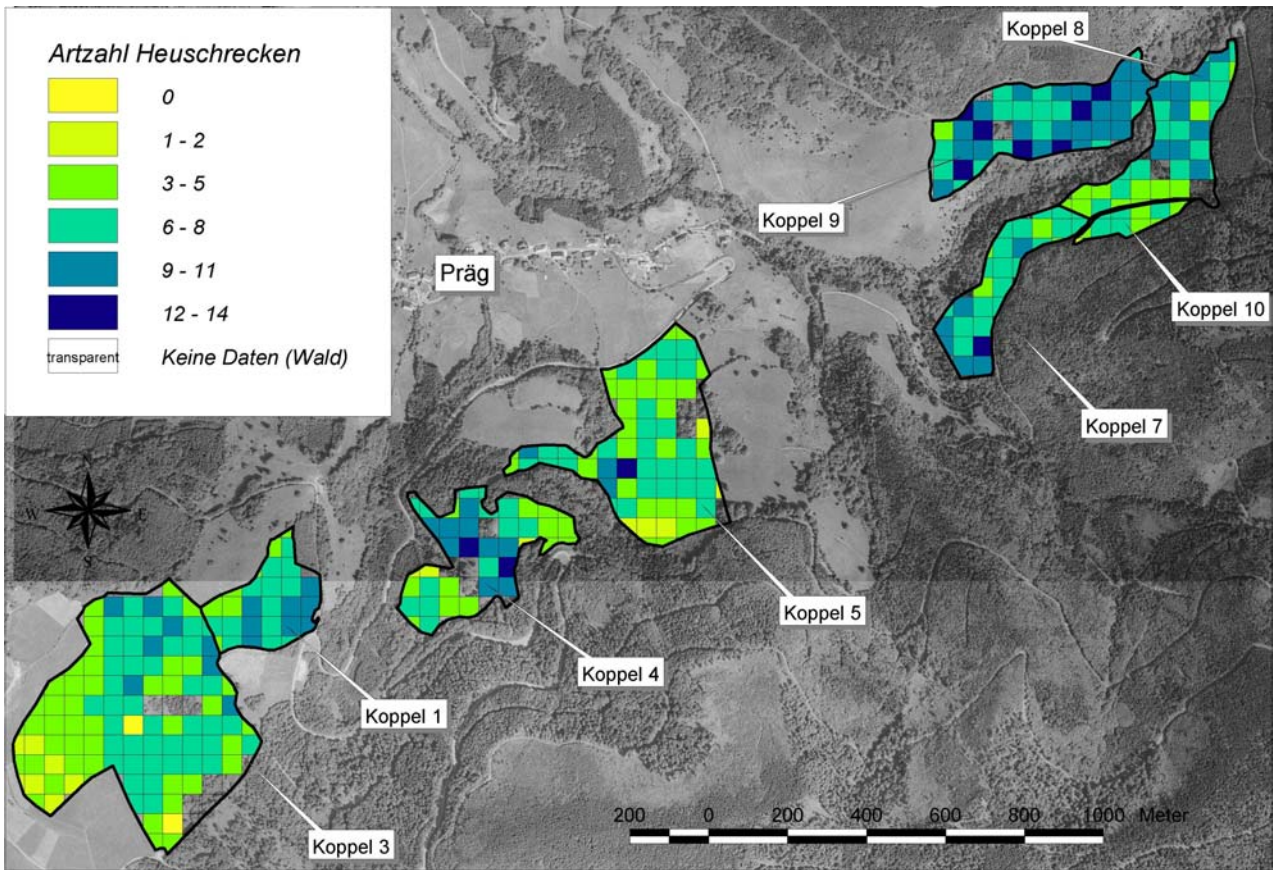 Artzahl Heuschrecken
0
1 - 2
3 - 5
6 - 8
9 - 11
12 - 14
transparent Keine Daten (Wald)
Koppel 8
Koppel 9
Präg
Koppel 10
Koppel 7
N
W E
S
Koppel 5
Koppel 4
Koppel 1
Koppel 3
200 0 200 400 600 800 1000 Meter